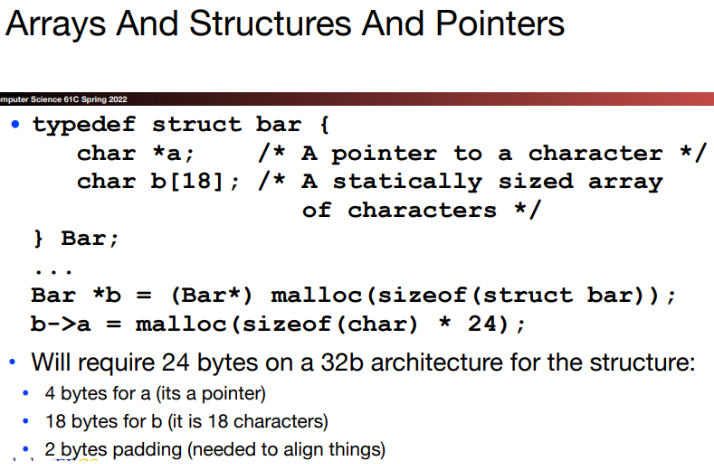 Arrays And Structures And Pointers
mputer Science 61C Spring 2022
• typedef struct bar {
char *a; /* A pointer to a character */
char b[18]; /* A statically sized array
of characters */
} Bar;
...
Bar *b = (Bar*) malloc(sizeof(struct bar));
b->a = malloc(sizeof(char) * 24);
• Will require 24 bytes on a 32b architecture for the structure:
• 4 bytes for a (its a pointer)
• 18 bytes for b (it is 18 characters)
• 2 bytes padding (needed to align things)